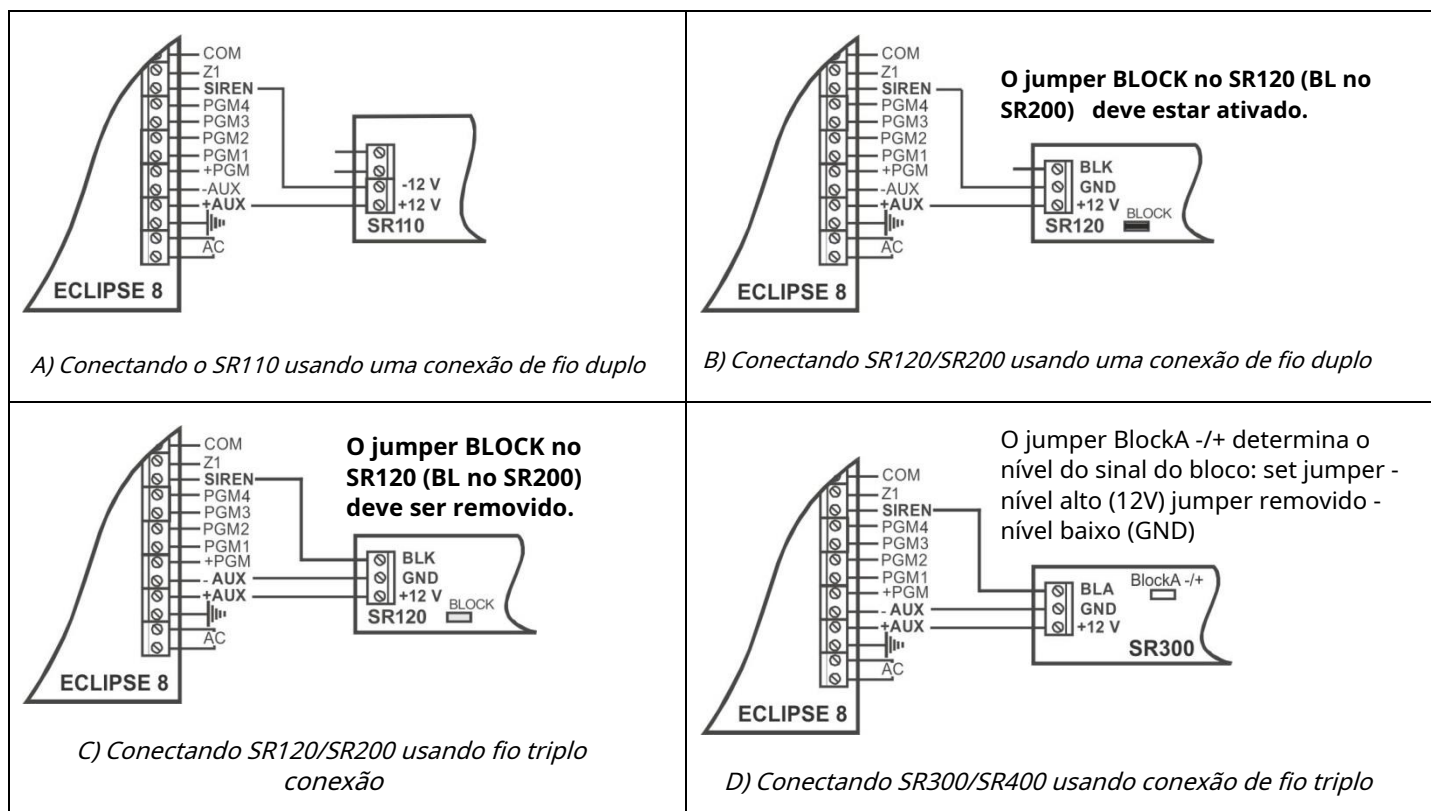 COM
Z1
SIREN
PGM4
PGM3
PGM2
PGM1
+PGM
-AUX
+AUX
AC
-12 V
+12 V
SR110
ECLIPSE 8
A) Conectando o SR110 usando uma conexão de fio duplo
COM
Z1
SIREN
PGM4
PGM3
PGM2
PGM1
+PGM
-AUX
+AUX
AC
O jumper BLOCK no SR120 (BL no
SR200) deve estar ativado.
BLK
GND
+12 V
BLOCK
SR120
ECLIPSE 8
B) Conectando SR120/SR200 usando uma conexão de fio duplo
COM
Z1
SIREN
PGM4
PGM3
PGM2
PGM1
+PGM
- AUX
+AUX
AC
O jumper BLOCK no
SR120 (BL no SR200)
deve ser removido.
BLK
GND
+12 V
BLOCK
SR120
ECLIPSE 8
C) Conectando SR120/SR200 usando fio triplo
conexão
COM
Z1
SIREN
PGM4
PGM3
PGM2
PGM1
+PGM
- AUX
+AUX
AC
O jumper BlockA -/+ determina o
nível do sinal do bloco: set jumper -
nível alto (12V) jumper removido -
nível baixo (GND)
BLA
GND
+12 V
BlockA -/+
SR300
ECLIPSE 8
D) Conectando SR300/SR400 usando conexão de fio triplo